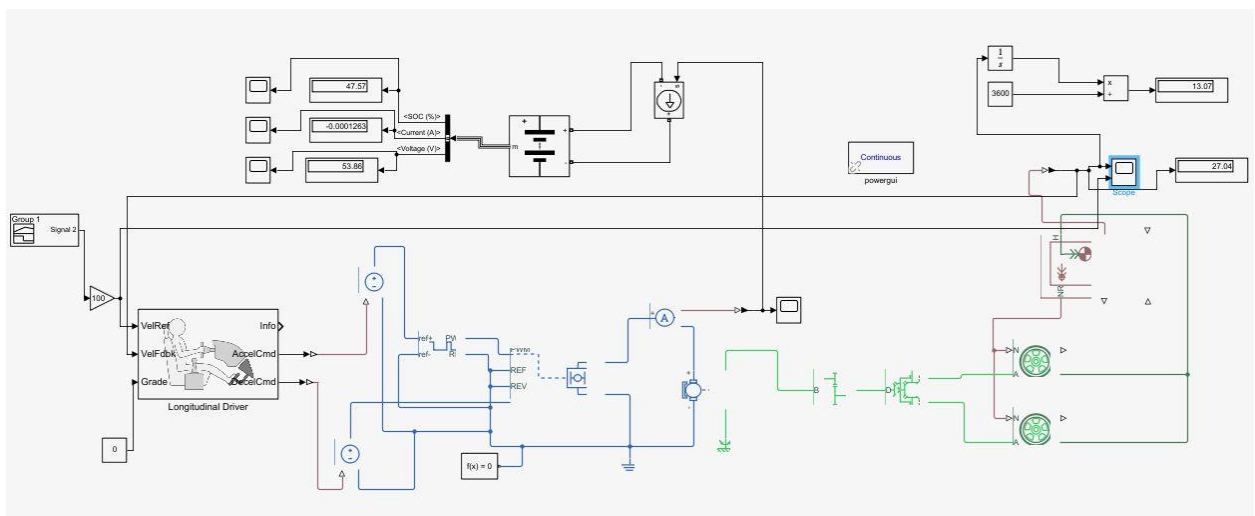 47.57
-0.0001263
53.86
<SOC (%)>
<Current (A)>
<Voltage (V)>
+
m
+
-
Continuous
powergui
1
s
3600
x
÷
13.07
27.04
Scope
Group 1
Signal 2
100
VelRef
VelFdbk
Grade
Info
AccelCmd
DecelCmd
Longitudinal Driver
0
ref+
ref-
PWM
REF
REV
f(x) = 0
A
+
-
B
D
H
NR
N
A
N
A